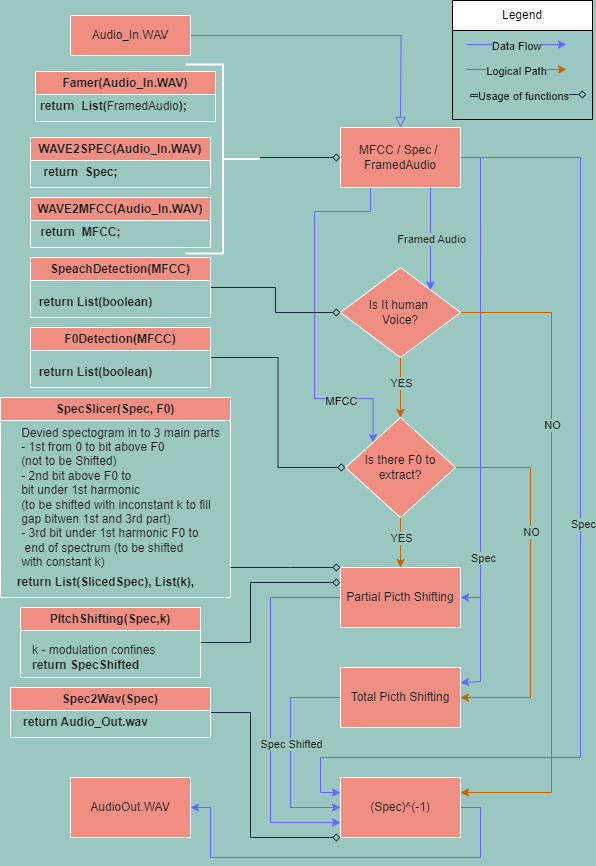 Legend
Data Flow
Logical Path
Usage of functions
Audio_In.WAV
Famer(Audio_In.WAV)
return List(FramedAudio);
WAVE2SPEC(Audio_In.WAV)
return Spec;
WAVE2MFCC(Audio_In.WAV)
return MFCC;
MFCC / Spec /
FramedAudio
Framed Audio
SpeachDetection(MFCC)
return List(boolean)
Is It human
Voice?
F0Detection(MFCC)
return List(boolean)
YES
MFCC
NO
SpecSlicer(Spec, F0)
Devied spectogram in to 3 main parts
- 1st from 0 to bit above F0
(not to be Shifted)
- 2nd bit above F0 to
bit under 1st harmonic
(to be shifted with inconstant k to fill
gap bitwen 1st and 3rd part)
- 3rd bit under 1st harmonic F0 to
end of spectrum (to be shifted
with constant k)
return List(SlicedSpec), List(k),
Is there F0 to
extract?
YES
NO
Spec
Spec
Partial Picth Shifting
PItchShifting(Spec,k)
k - modulation confines
return SpecShifted
Total Picth Shifting
Spec2Wav(Spec)
return Audio_Out.wav
Spec Shifted
AudioOut.WAV
(Spec)^(-1)